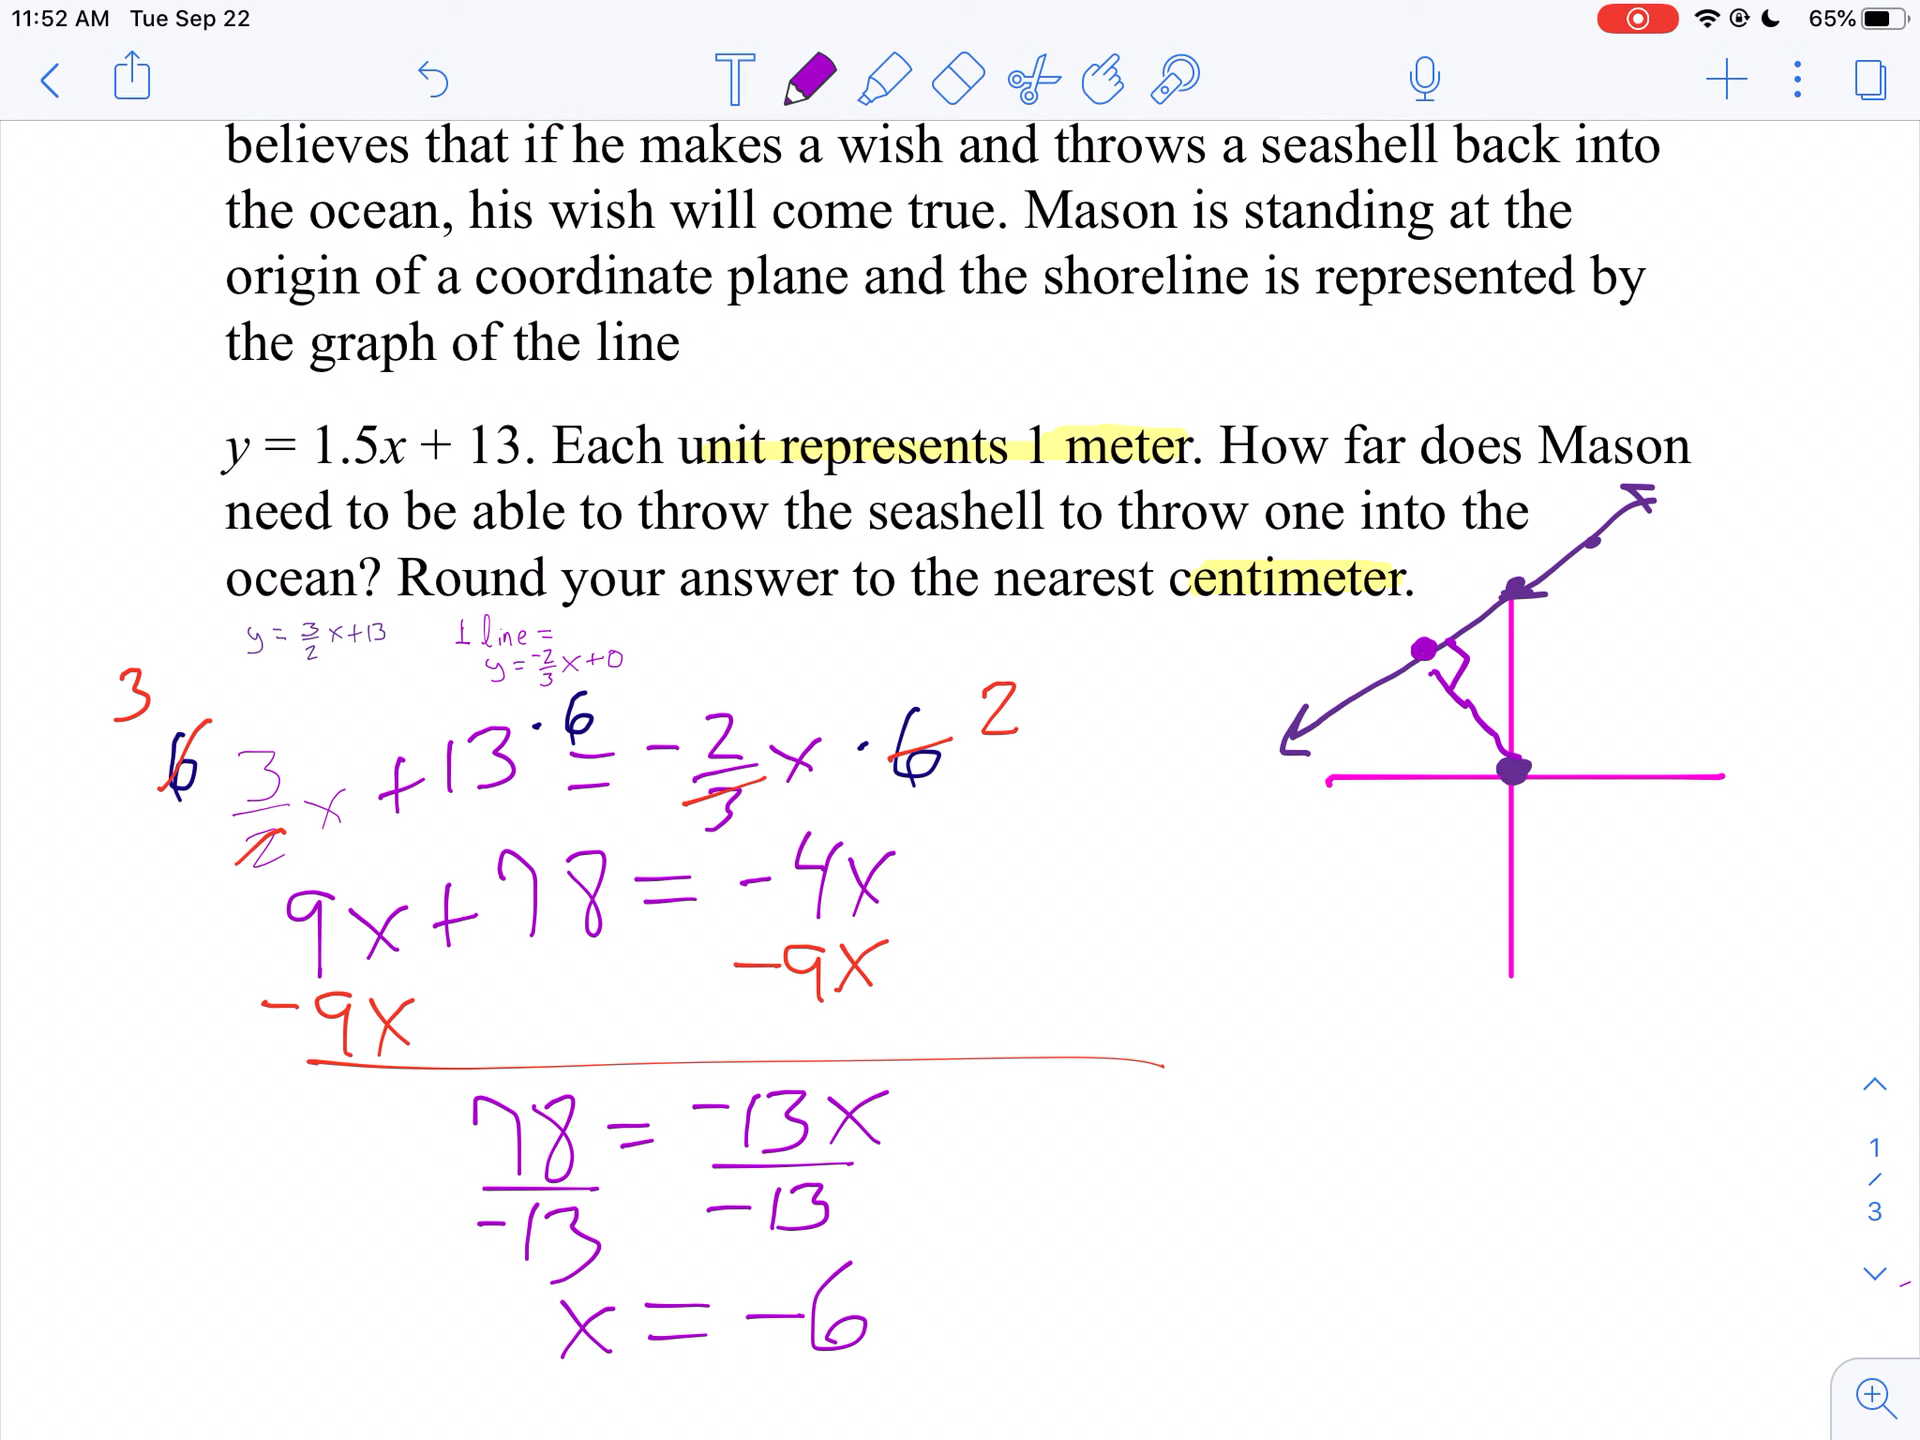 11:52 AM Tue Sep 22
65%
believes that if he makes a wish and throws a seashell back into
the ocean, his wish will come true. Mason is standing at the
origin of a coordinate plane and the shoreline is represented by
the graph of the line
y = 1.5x + 13. Each unit represents 1 meter. How far does Mason
need to be able to throw the seashell to throw one into the
ocean? Round your answer to the nearest centimeter.
y = 3/2 x+13
⊥ line =
y = -2/3 x+0
3
2
6 3/2 x + 13 · 6 = - 2/3 x · 6
9x + 78 = -4x
-9x
-9x
78 = -13x
-13 -13
x = -6
1
/
3